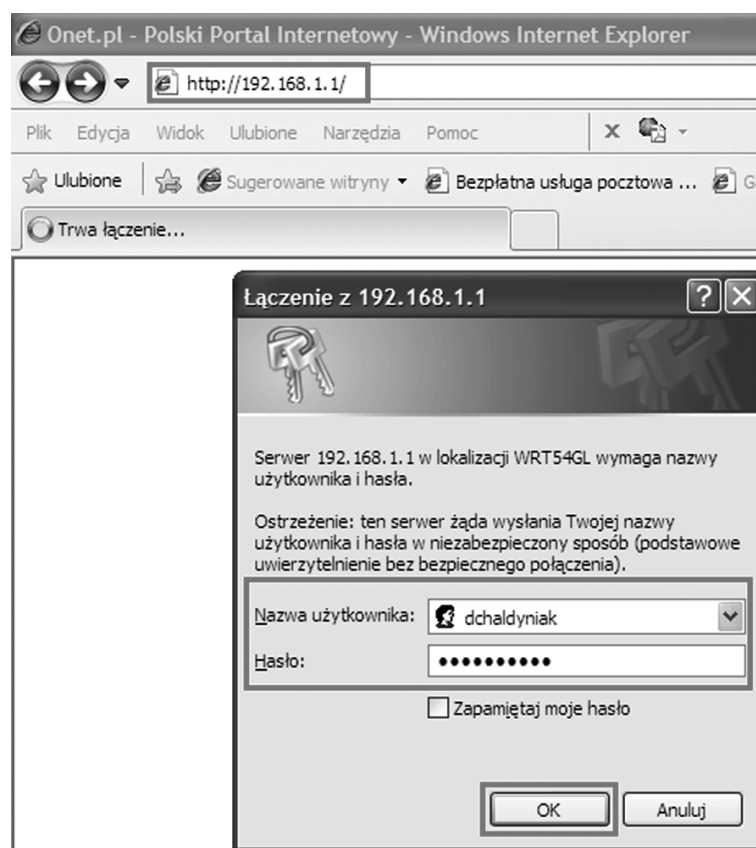 Onet.pl - Polski Portal Internetowy - Windows Internet Explorer
http://192.168.1.1/
Plik Edycja Widok Ulubione Narzędzia Pomoc
Ulubione Sugerowane witryny Bezpłatna usługa pocztowa ... G
Trwa łączenie...
Łączenie z 192.168.1.1
Serwer 192.168.1.1 w lokalizacji WRT54GL wymaga nazwy
użytkownika i hasła.
Ostrzeżenie: ten serwer żąda wysłania Twojej nazwy
użytkownika i hasła w niezabezpieczony sposób (podstawowe
uwierzytelnienie bez bezpiecznego połączenia).
Nazwa użytkownika: dchaldyniak
Hasło: ••••••••••
Zapamiętaj moje hasło
OK Anuluj